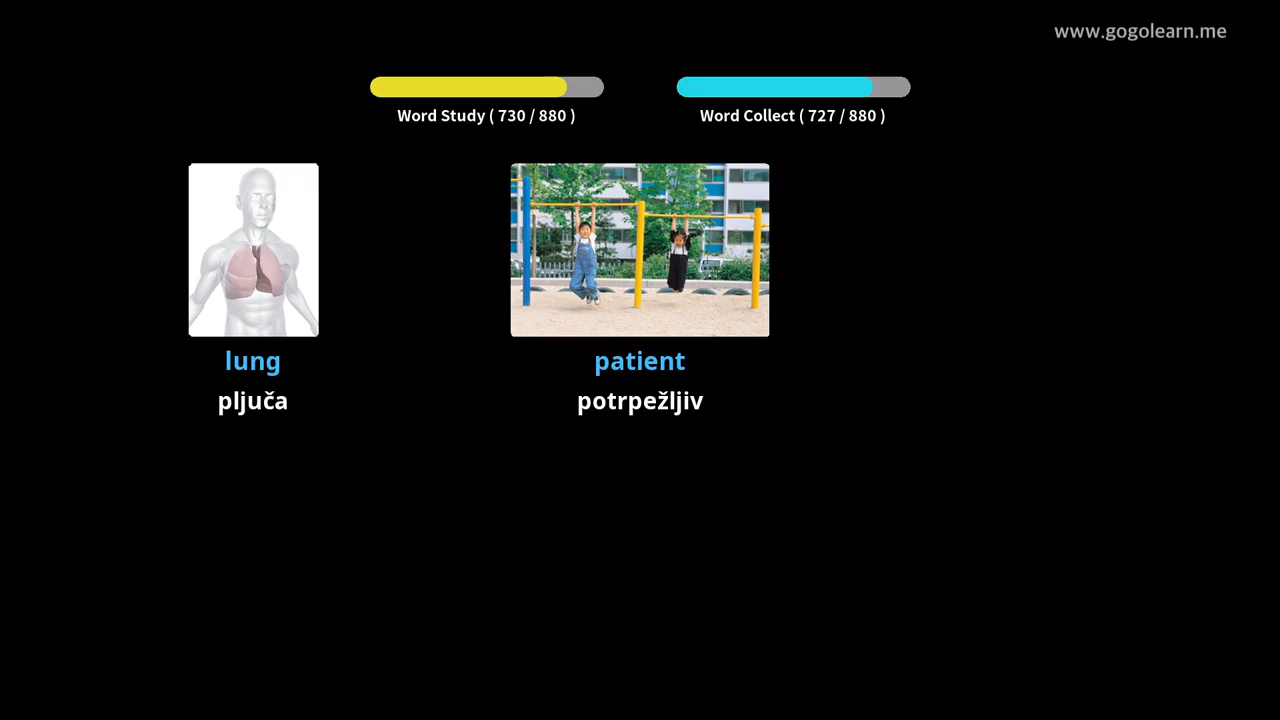 www.gogolearn.me
Word Study ( 730 / 880 )
Word Collect ( 727 / 880 )
lung
pljuča
patient
potrpežljiv